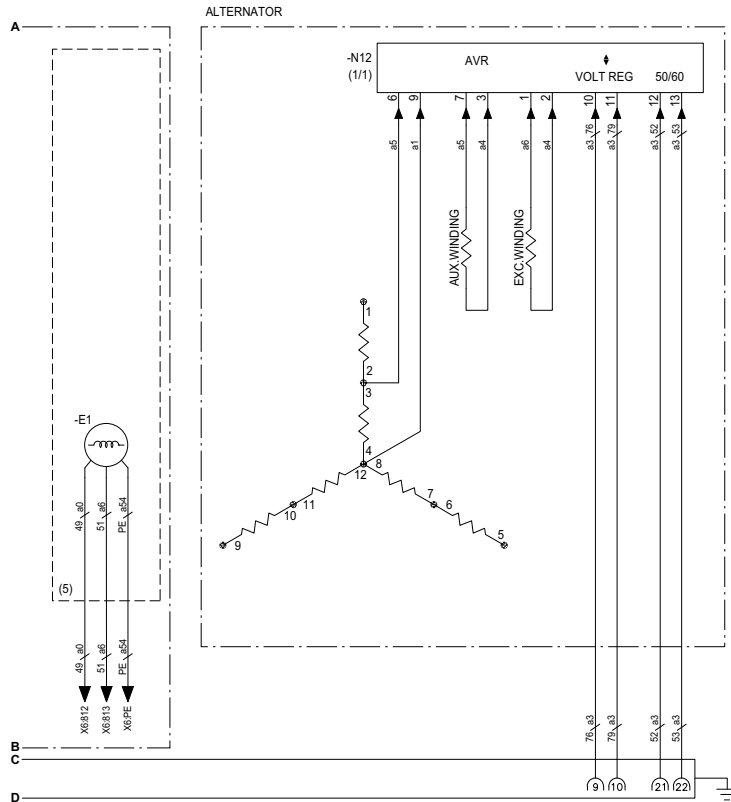 ALTERNATOR
A
-N12
(1/1)
AVR
VOLT REG
50/60
6
9
7
3
1
2
10
11
12
13
a5
a1
a5
a4
a6
a4
a3 76
a3 79
a3 52
a3 53
AUX.WINDING
EXC.WINDING
1
2
3
4
12
8
11
10
9
7
6
5
-E1
49 a0
51 a6
PE a54
(5)
49 a0
51 a6
PE a54
X6:812
X6:813
X6:PE
76 a3
79 a3
52 a3
53 a3
B
C
D
9
10
21
22